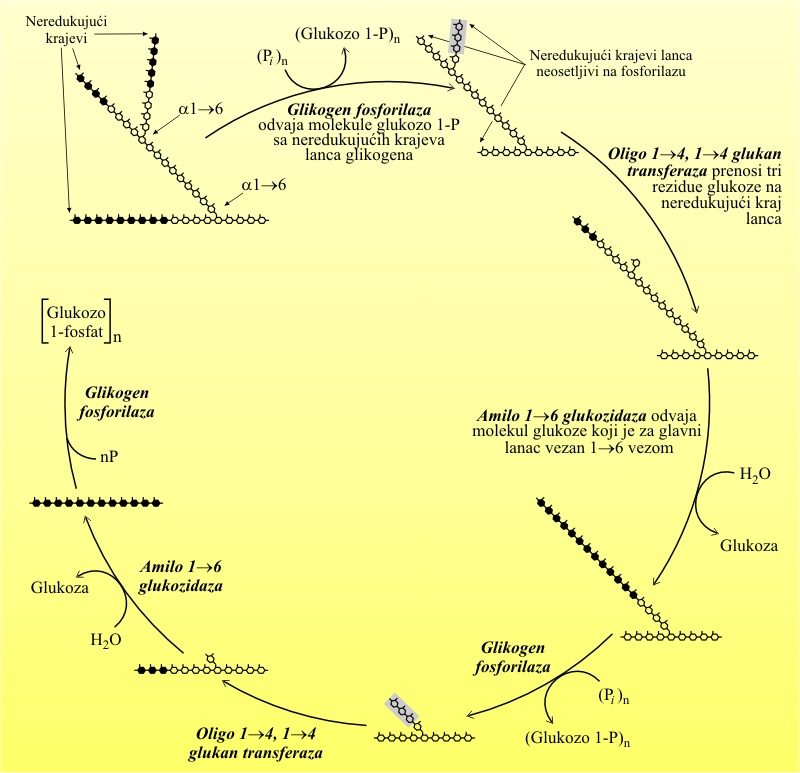 Neredukujući
krajevi
α1→6
α1→6
(Glukozo 1-P)n
(Pi)n
Glikogen fosforilaza
odvaja molekule glukozo 1-P
sa neredukujućih krajeva
lanca glikogena
Neredukujući krajevi lanca
neosetljivi na fosforilazu
Oligo 1→4, 1→4 glukan
transferaza prenosi tri
rezidue glukoze na
neredukujući kraj
lanca
Amilo 1→6 glukozidaza odvaja
molekul glukoze koji je za glavni
lanac vezan 1→6 vezom
H2O
Glukoza
Glikogen
fosforilaza
(Pi)n
(Glukozo 1-P)n
Oligo 1→4, 1→4
glukan transferaza
Amilo 1→6
glukozidaza
Glukoza
H2O
nP
Glikogen
fosforilaza
[Glukozo
1-fosfat]n